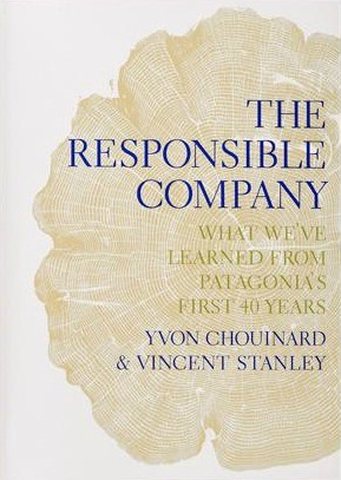 THE
RESPONSIBLE
COMPANY
WHAT WE'VE
LEARNED FROM
PATAGONIA'S
FIRST 40 YEARS
YVON CHOUINARD
& VINCENT STANLEY